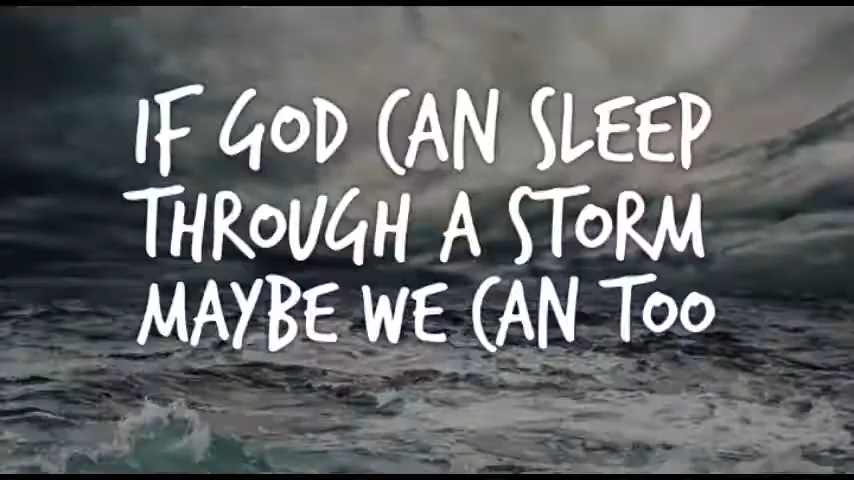 IF GOD CAN SLEEP
THROUGH A STORM
MAYBE WE CAN TOO